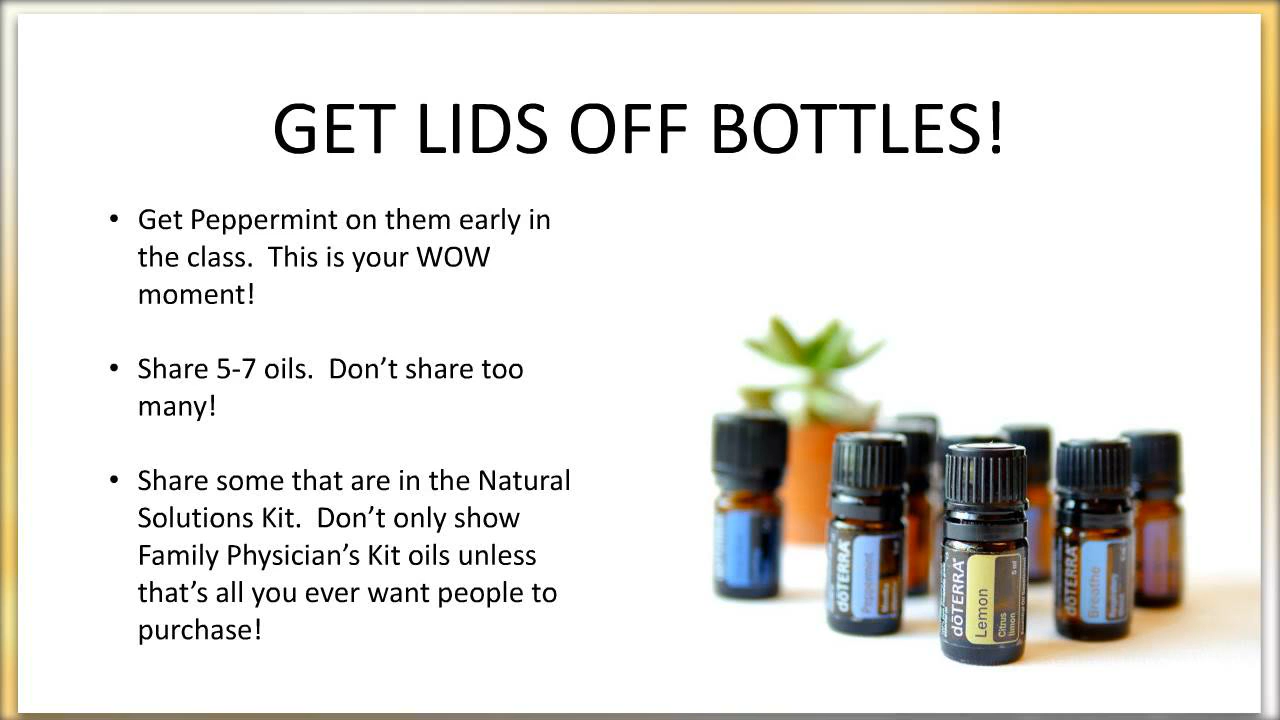 GET LIDS OFF BOTTLES!
• Get Peppermint on them early in
the class.  This is your WOW
moment!
• Share 5-7 oils.  Don’t share too
many!
• Share some that are in the Natural
Solutions Kit.  Don’t only show
Family Physician’s Kit oils unless
that’s all you ever want people to
purchase!
dōTERRA
Peppermint
dōTERRA®
Lemon
Citrus
limon
5 ml
dōTERRA
Breathe